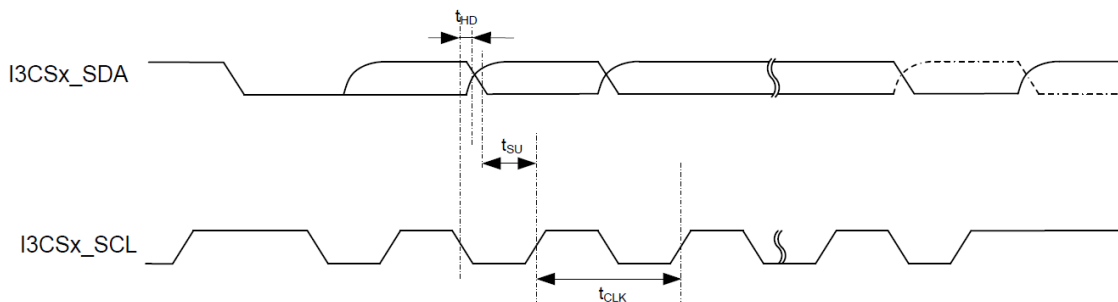 tHD
I3CSx_SDA
tSU
I3CSx_SCL
tCLK